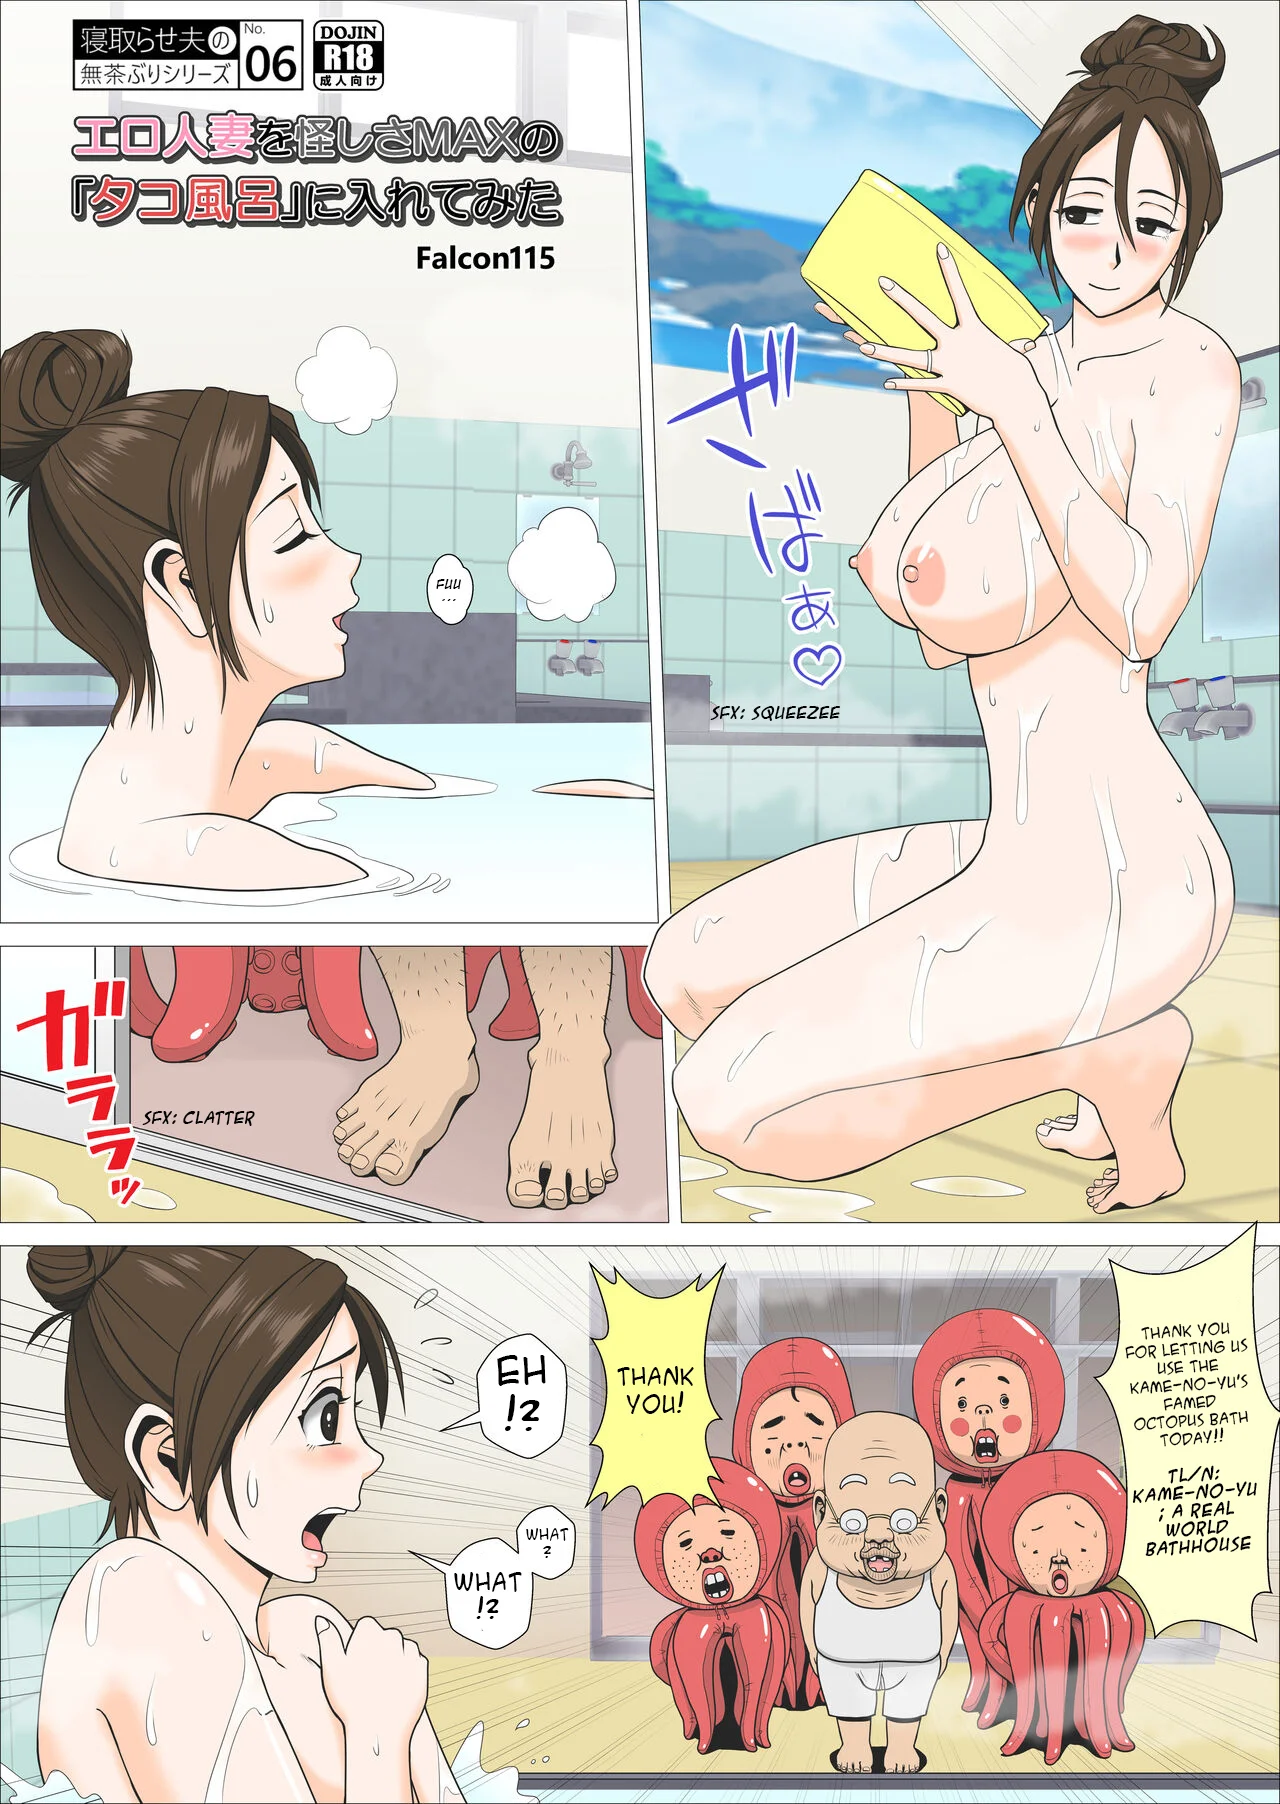 寝取らせ夫の
無茶ぶりシリーズ
No.
06
DOJIN
R18
成人向け
エロ人妻を怪しさMAXの
「タコ風呂」に入れてみた
Falcon115
FUU
...
ざばぁ♡
SFX: SQUEEZEE
ガラララッ
SFX: CLATTER
EH
!?
WHAT
?
WHAT
!?
THANK
YOU!
THANK YOU
FOR LETTING US
USE THE
KAME-NO-YU'S
FAMED
OCTOPUS BATH
TODAY!!
TL/N:
KAME-NO-YU
; A REAL
WORLD
BATHHOUSE